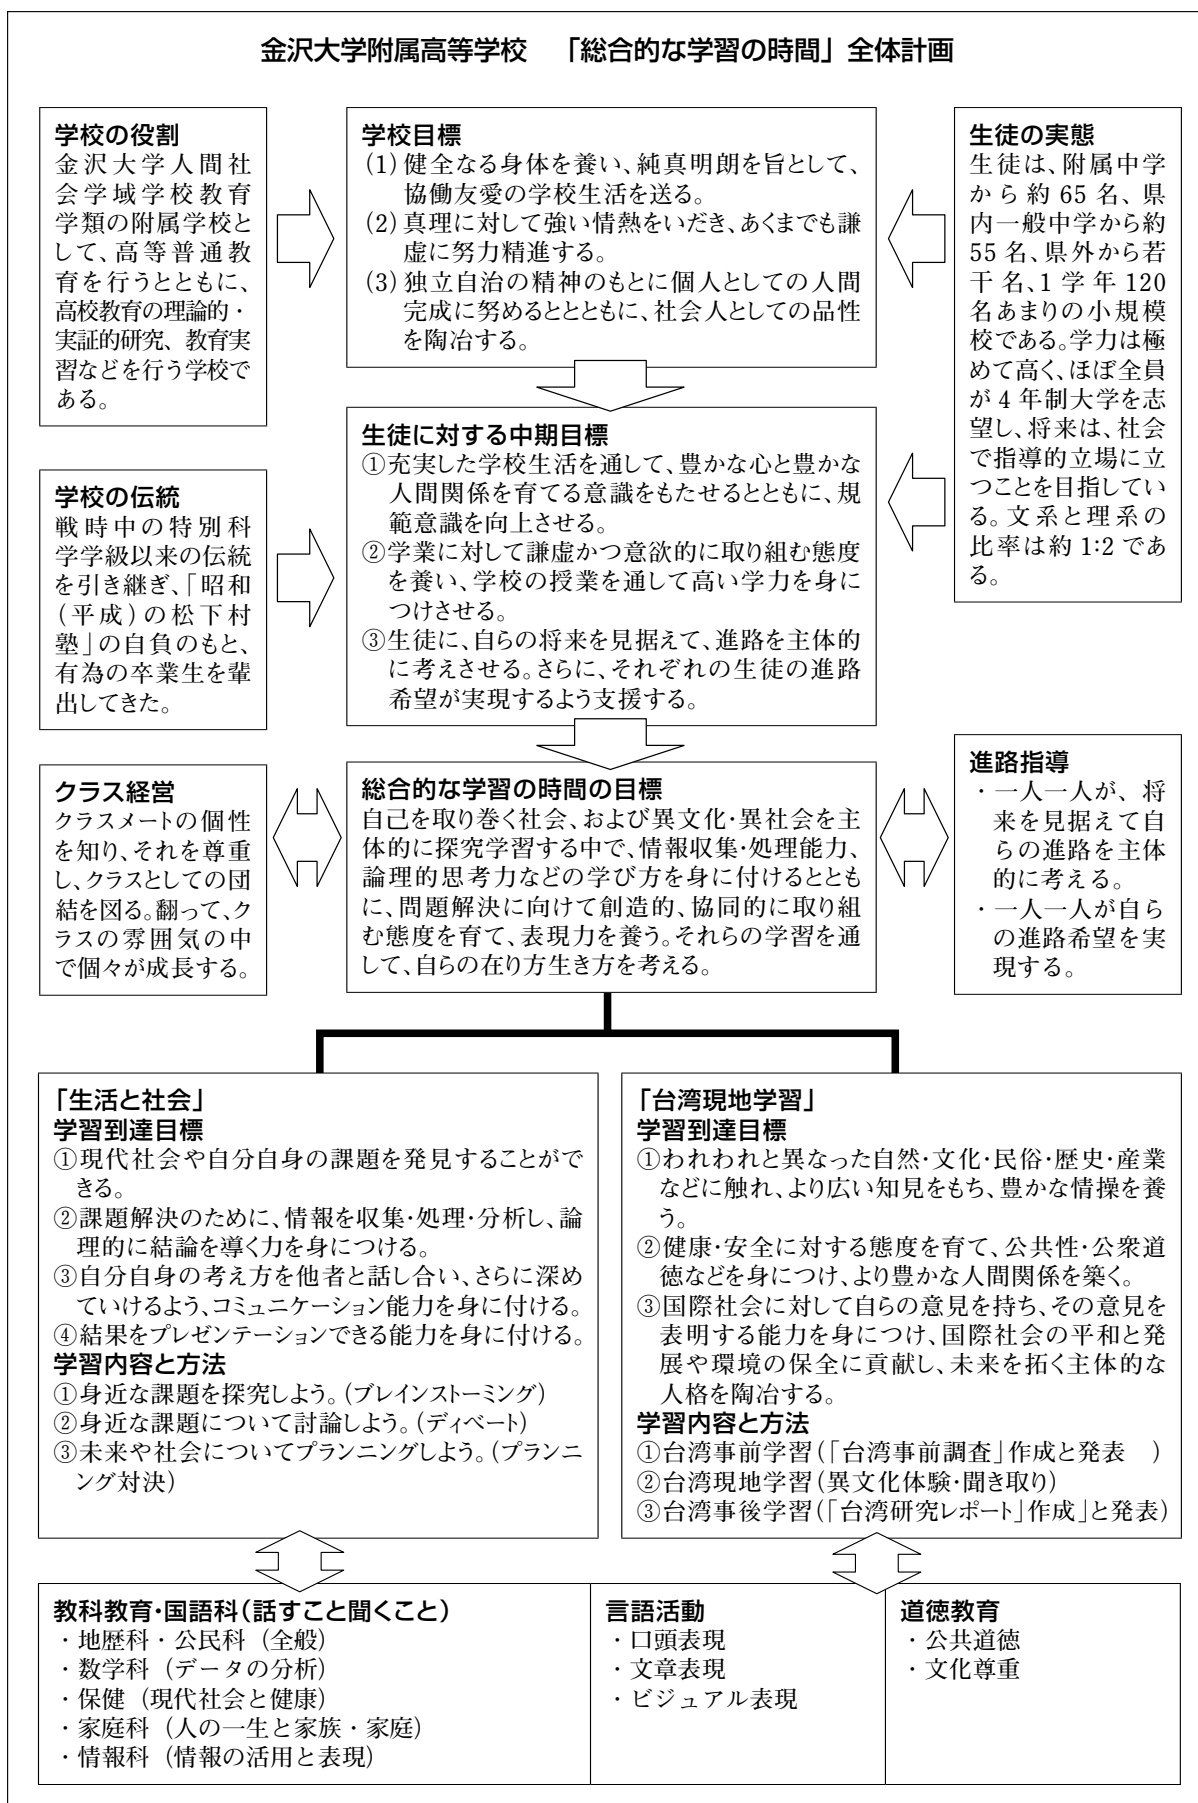 金沢大学附属高等学校 「総合的な学習の時間」全体計画
学校の役割
金沢大学人間社
会学域学校教育
学類の附属学校と
して、高等普通教
育を行うとともに、
高校教育の理論的・
実証的研究、教育実
習などを行う学校で
ある。
学校目標
(1)健全なる身体を養い、純真明朗を旨として、
協働友愛の学校生活を送る。
(2)真理に対して強い情熱をいだき、あくまでも謙
虚に努力精進する。
(3)独立自治の精神のもとに個人としての人間
完成に努めるととともに、社会人としての品性
を陶冶する。
生徒の実態
生徒は、附属中学
から約65名、県
内一般中学から約
55名、県外から若
干名、1学年120
名あまりの小規模
校である。学力は極
めて高く、ほぼ全員
が4年制大学を志
望し、将来は、社会
で指導的立場に立
つことを目指してい
る。文系と理系の
比率は約1:2であ
る。
学校の伝統
戦時中の特別科
学学級以来の伝統
を引き継ぎ、「昭和
(平成)の松下村
塾」の自負のもと、
有為の卒業生を輩
出してきた。
生徒に対する中期目標
①充実した学校生活を通して、豊かな心と豊かな
人間関係を育てる意識をもたせるとともに、規
範意識を向上させる。
②学業に対して謙虚かつ意欲的に取り組む態度
を養い、学校の授業を通して高い学力を身に
つけさせる。
③生徒に、自らの将来を見据えて、進路を主体的
に考えさせる。さらに、それぞれの生徒の進路
希望が実現するよう支援する。
クラス経営
クラスメートの個性
を知り、それを尊重
し、クラスとしての団
結を図る。翻って、ク
ラスの雰囲気の中
で個々が成長する。
総合的な学習の時間の目標
自己を取り巻く社会、および異文化・異社会を主
体的に探究学習する中で、情報収集・処理能力、
論理的思考力などの学び方を身に付けるととも
に、問題解決に向けて創造的、協同的に取り組
む態度を育て、表現力を養う。それらの学習を通
して、自らの在り方生き方を考える。
進路指導
・一人一人が、将
来を見据えて自
らの進路を主体
的に考える。
・一人一人が自ら
の進路希望を実
現する。
「生活と社会」
学習到達目標
①現代社会や自分自身の課題を発見することがで
きる。
②課題解決のために、情報を収集・処理・分析し、論
理的に結論を導く力を身につける。
③自分自身の考え方を他者と話し合い、さらに深め
ていけるよう、コミュニケーション能力を身に付ける。
④結果をプレゼンテーションできる能力を身に付ける。
学習内容と方法
①身近な課題を探究しよう。(ブレインストーミング)
②身近な課題について討論しよう。(ディベート)
③未来や社会についてプランニングしよう。(プランニ
ング対決)
「台湾現地学習」
学習到達目標
①われわれと異なった自然・文化・民俗・歴史・産業
などに触れ、より広い知見をもち、豊かな情操を養
う。
②健康・安全に対する態度を育て、公共性・公衆道
徳などを身につけ、より豊かな人間関係を築く。
③国際社会に対して自らの意見を持ち、その意見を
表明する能力を身につけ、国際社会の平和と発
展や環境の保全に貢献し、未来を拓く主体的な
人格を陶冶する。
学習内容と方法
①台湾事前学習(「台湾事前調査」作成と発表 )
②台湾現地学習(異文化体験・聞き取り)
③台湾事後学習(「台湾研究レポート」作成」と発表)
教科教育・国語科(話すこと聞くこと)
・地歴科・公民科(全般)
・数学科(データの分析)
・保健(現代社会と健康)
・家庭科(人の一生と家族・家庭)
・情報科(情報の活用と表現)
言語活動
・口頭表現
・文章表現
・ビジュアル表現
道徳教育
・公共道徳
・文化尊重